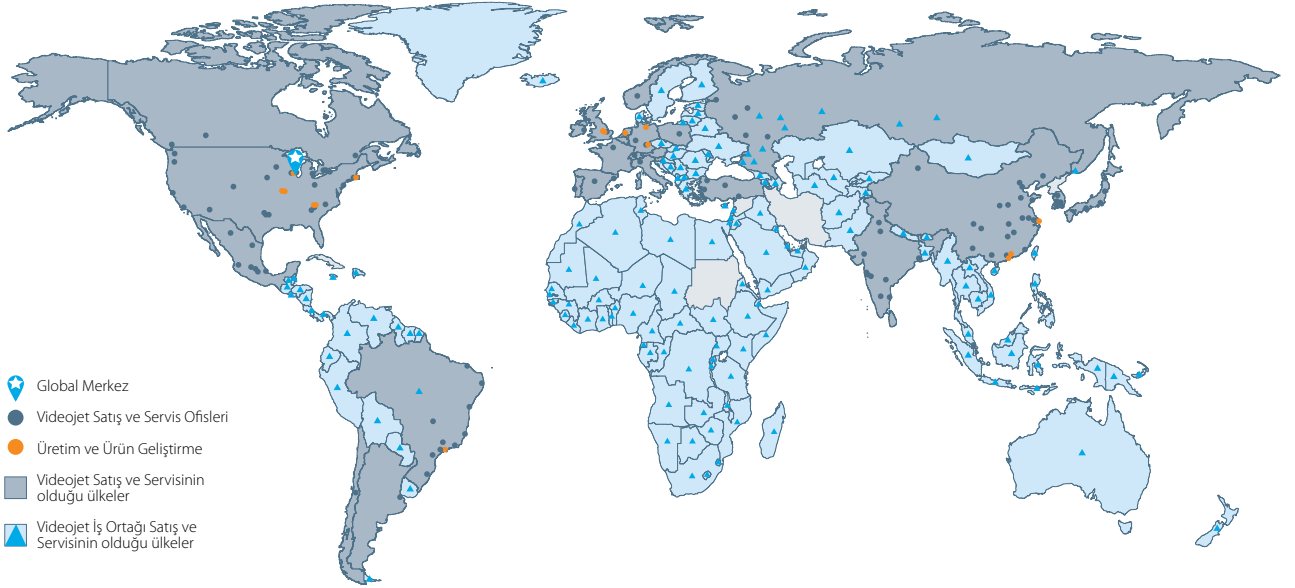 Global Merkez
Videojet Satış ve Servis Ofisleri
Üretim ve Ürün Geliştirme
Videojet Satış ve Servisinin
olduğu ülkeler
Videojet İş Ortağı Satış ve
Servisinin olduğu ülkeler